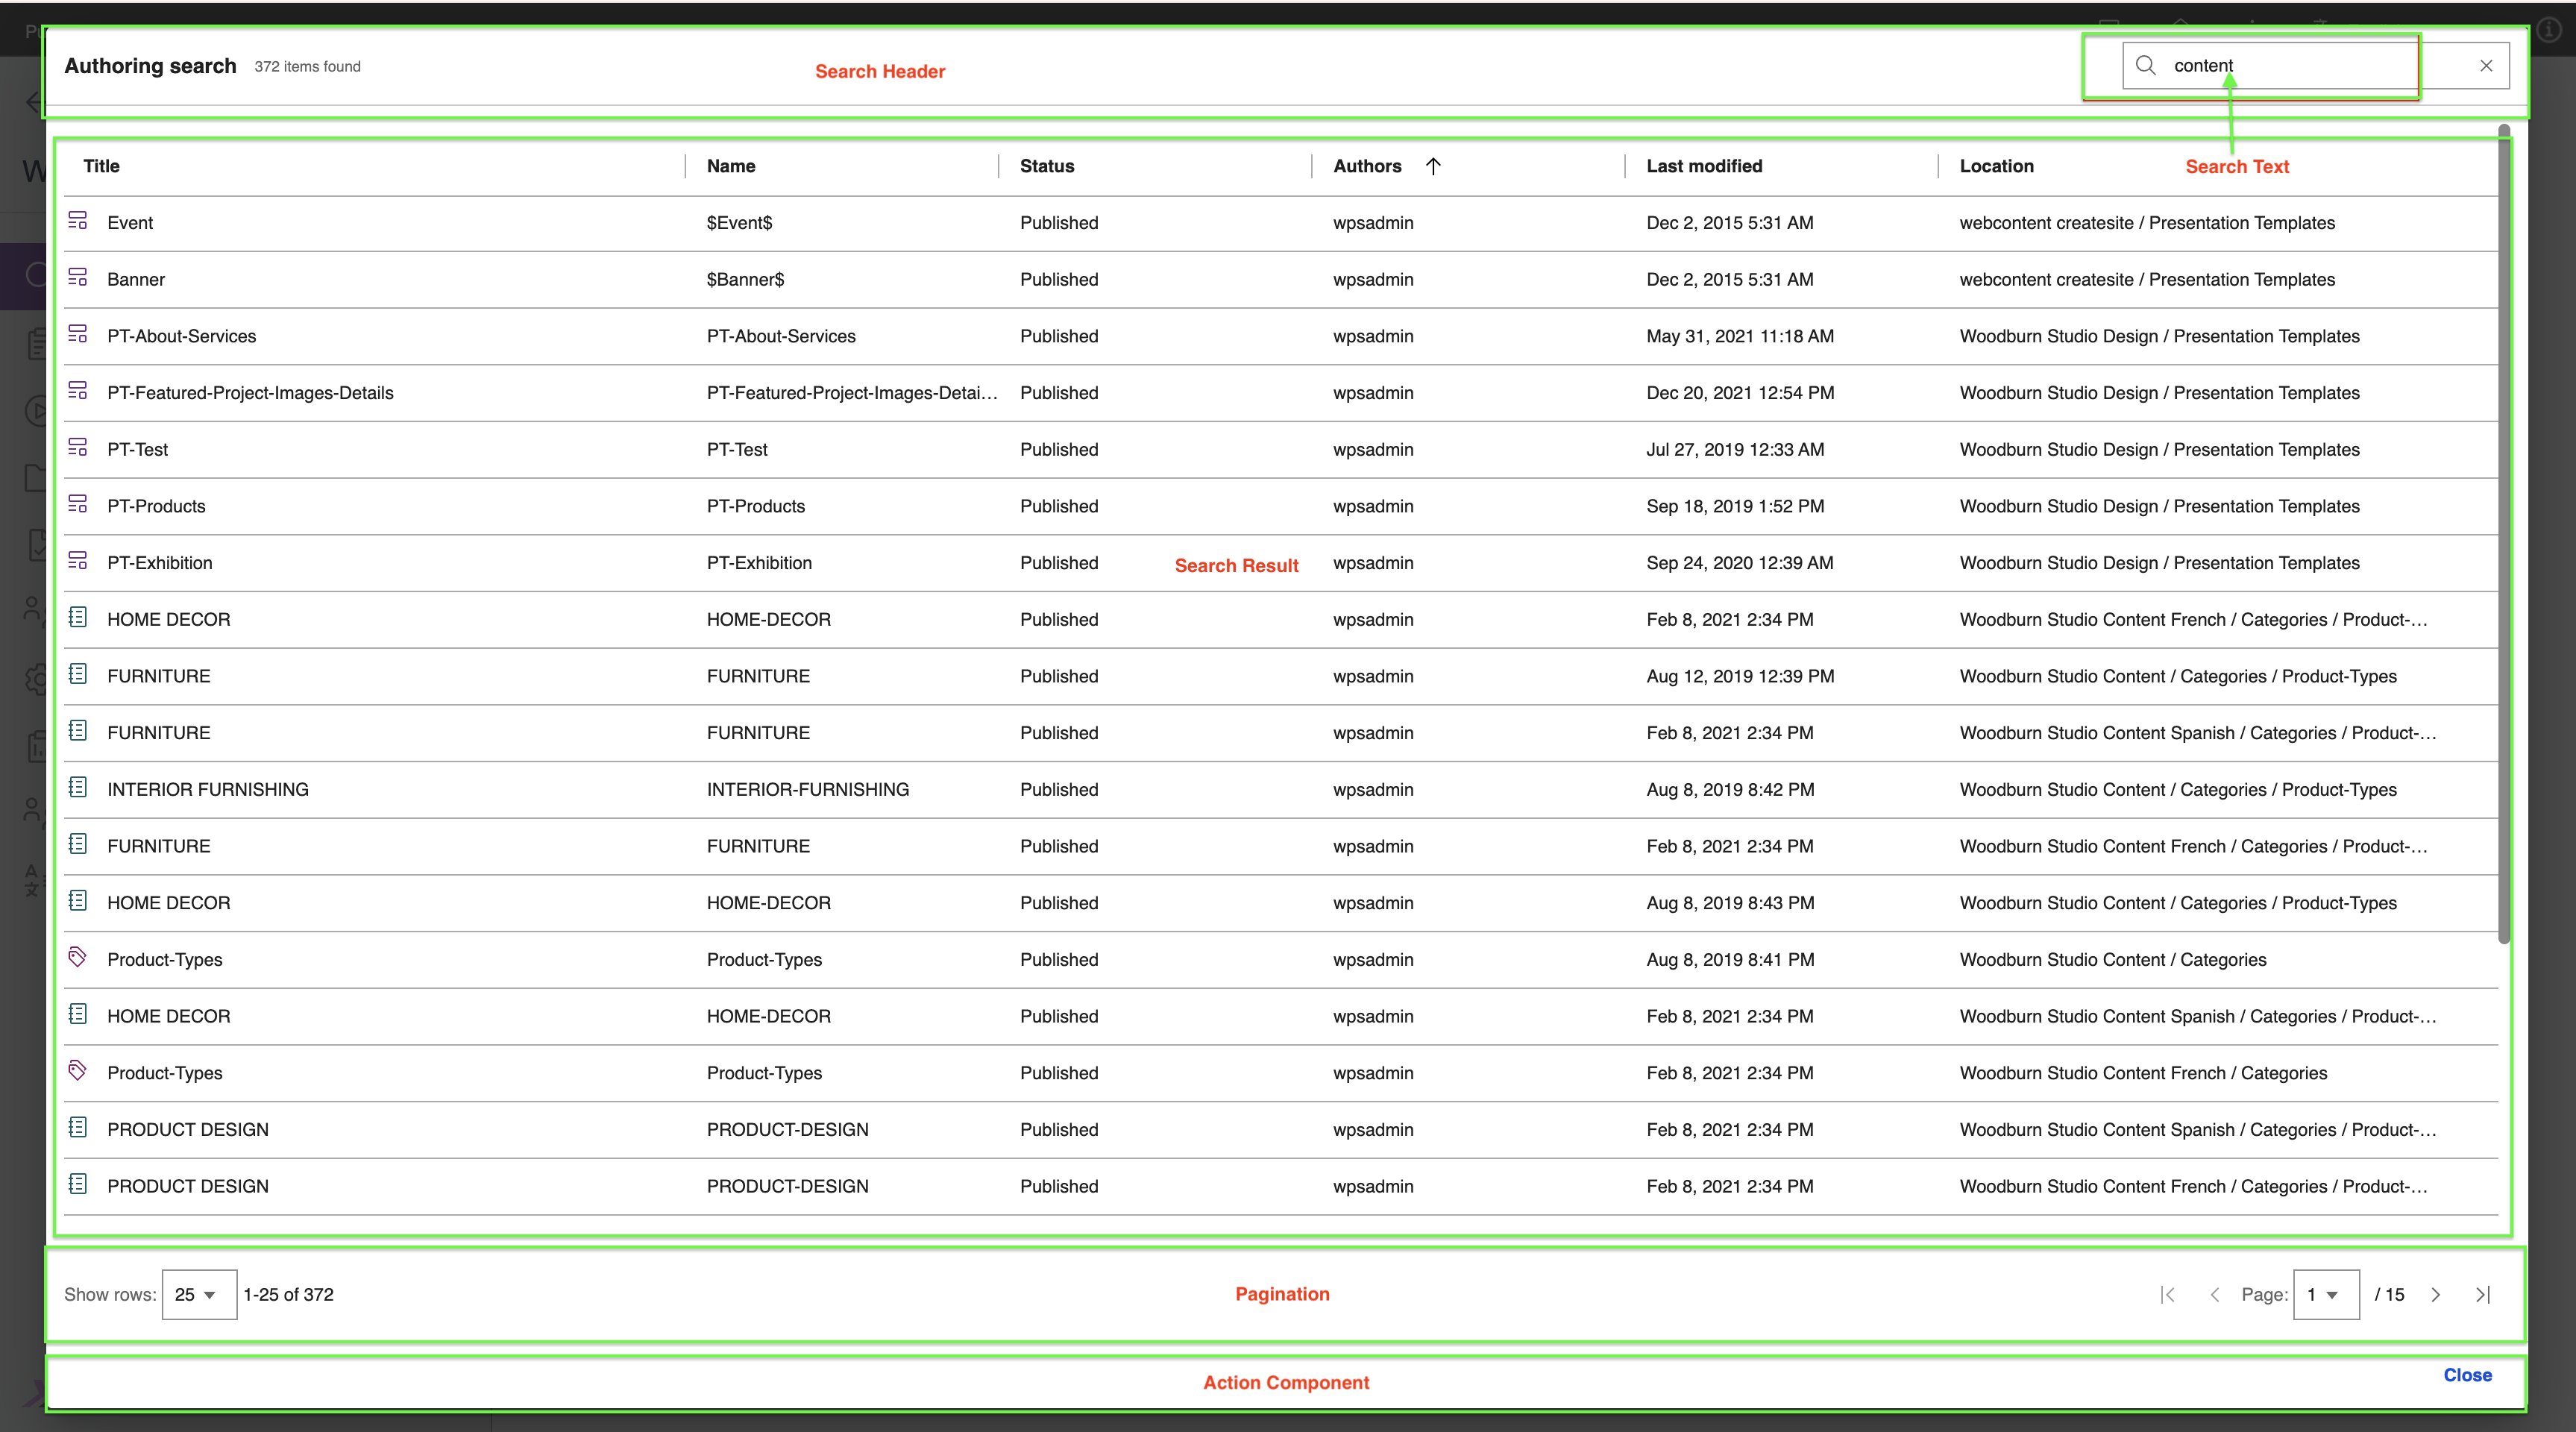 Authoring search 372 items found Search Header content
Title Name Status Authors Last modified Location Search Text
Event $Event$ Published wpsadmin Dec 2, 2015 5:31 AM webcontent createsite / Presentation Templates
Banner $Banner$ Published wpsadmin Dec 2, 2015 5:31 AM webcontent createsite / Presentation Templates
PT-About-Services PT-About-Services Published wpsadmin May 31, 2021 11:18 AM Woodburn Studio Design / Presentation Templates
PT-Featured-Project-Images-Details PT-Featured-Project-Images-Detai... Published wpsadmin Dec 20, 2021 12:54 PM Woodburn Studio Design / Presentation Templates
PT-Test PT-Test Published wpsadmin Jul 27, 2019 12:33 AM Woodburn Studio Design / Presentation Templates
PT-Products PT-Products Published wpsadmin Sep 18, 2019 1:52 PM Woodburn Studio Design / Presentation Templates
PT-Exhibition PT-Exhibition Published Search Result wpsadmin Sep 24, 2020 12:39 AM Woodburn Studio Design / Presentation Templates
HOME DECOR HOME-DECOR Published wpsadmin Feb 8, 2021 2:34 PM Woodburn Studio Content French / Categories / Product-...
FURNITURE FURNITURE Published wpsadmin Aug 12, 2019 12:39 PM Woodburn Studio Content / Categories / Product-Types
FURNITURE FURNITURE Published wpsadmin Feb 8, 2021 2:34 PM Woodburn Studio Content Spanish / Categories / Product-...
INTERIOR FURNISHING INTERIOR-FURNISHING Published wpsadmin Aug 8, 2019 8:42 PM Woodburn Studio Content / Categories / Product-Types
FURNITURE FURNITURE Published wpsadmin Feb 8, 2021 2:34 PM Woodburn Studio Content French / Categories / Product-...
HOME DECOR HOME-DECOR Published wpsadmin Aug 8, 2019 8:43 PM Woodburn Studio Content / Categories / Product-Types
Product-Types Product-Types Published wpsadmin Aug 8, 2019 8:41 PM Woodburn Studio Content / Categories
HOME DECOR HOME-DECOR Published wpsadmin Feb 8, 2021 2:34 PM Woodburn Studio Content Spanish / Categories / Product-...
Product-Types Product-Types Published wpsadmin Feb 8, 2021 2:34 PM Woodburn Studio Content French / Categories
PRODUCT DESIGN PRODUCT-DESIGN Published wpsadmin Feb 8, 2021 2:34 PM Woodburn Studio Content Spanish / Categories / Product-...
PRODUCT DESIGN PRODUCT-DESIGN Published wpsadmin Feb 8, 2021 2:34 PM Woodburn Studio Content French / Categories / Product-...
Show rows: 25 1-25 of 372 Pagination Page: 1 / 15
Action Component Close